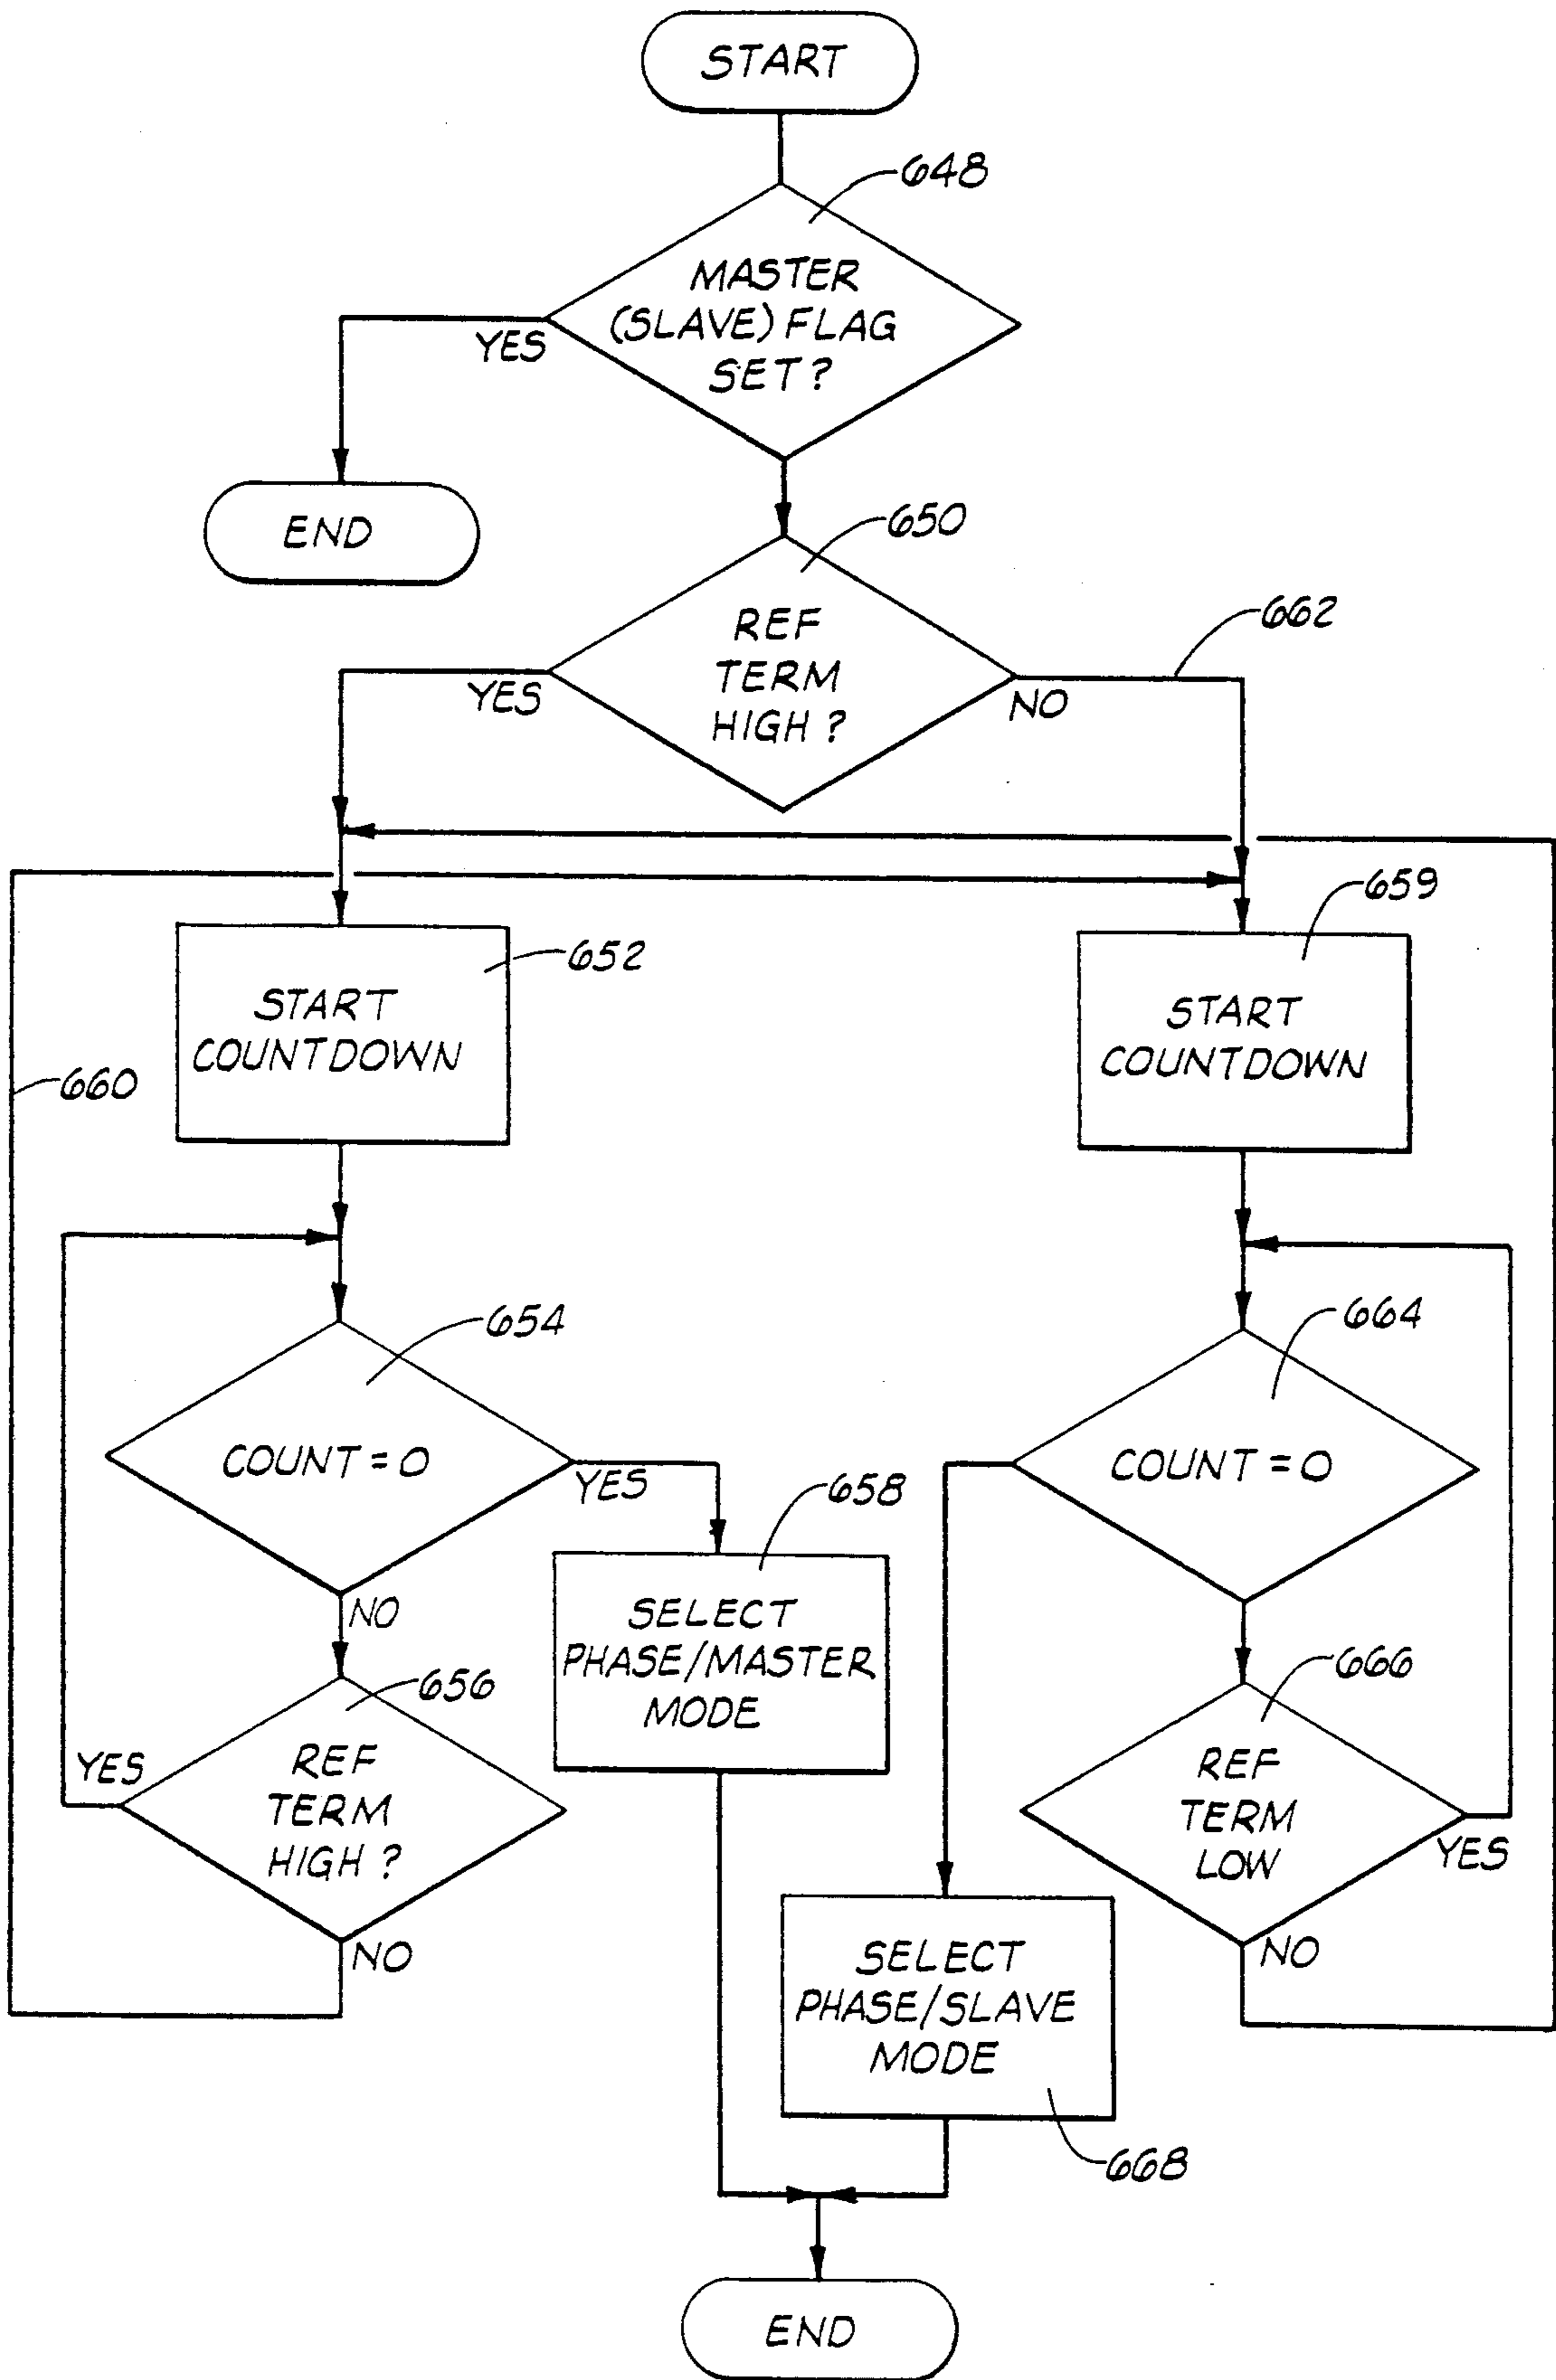 START
648
MASTER
(SLAVE) FLAG
SET?
YES
END
650
REF
TERM
HIGH?
YES
NO
662
659
652
START
COUNTDOWN
START
COUNTDOWN
660
654
664
COUNT = 0
YES
COUNT = 0
658
NO
SELECT
PHASE/MASTER
MODE
656
666
YES
REF
TERM
HIGH?
REF
TERM
LOW
YES
NO
NO
SELECT
PHASE/SLAVE
MODE
668
END